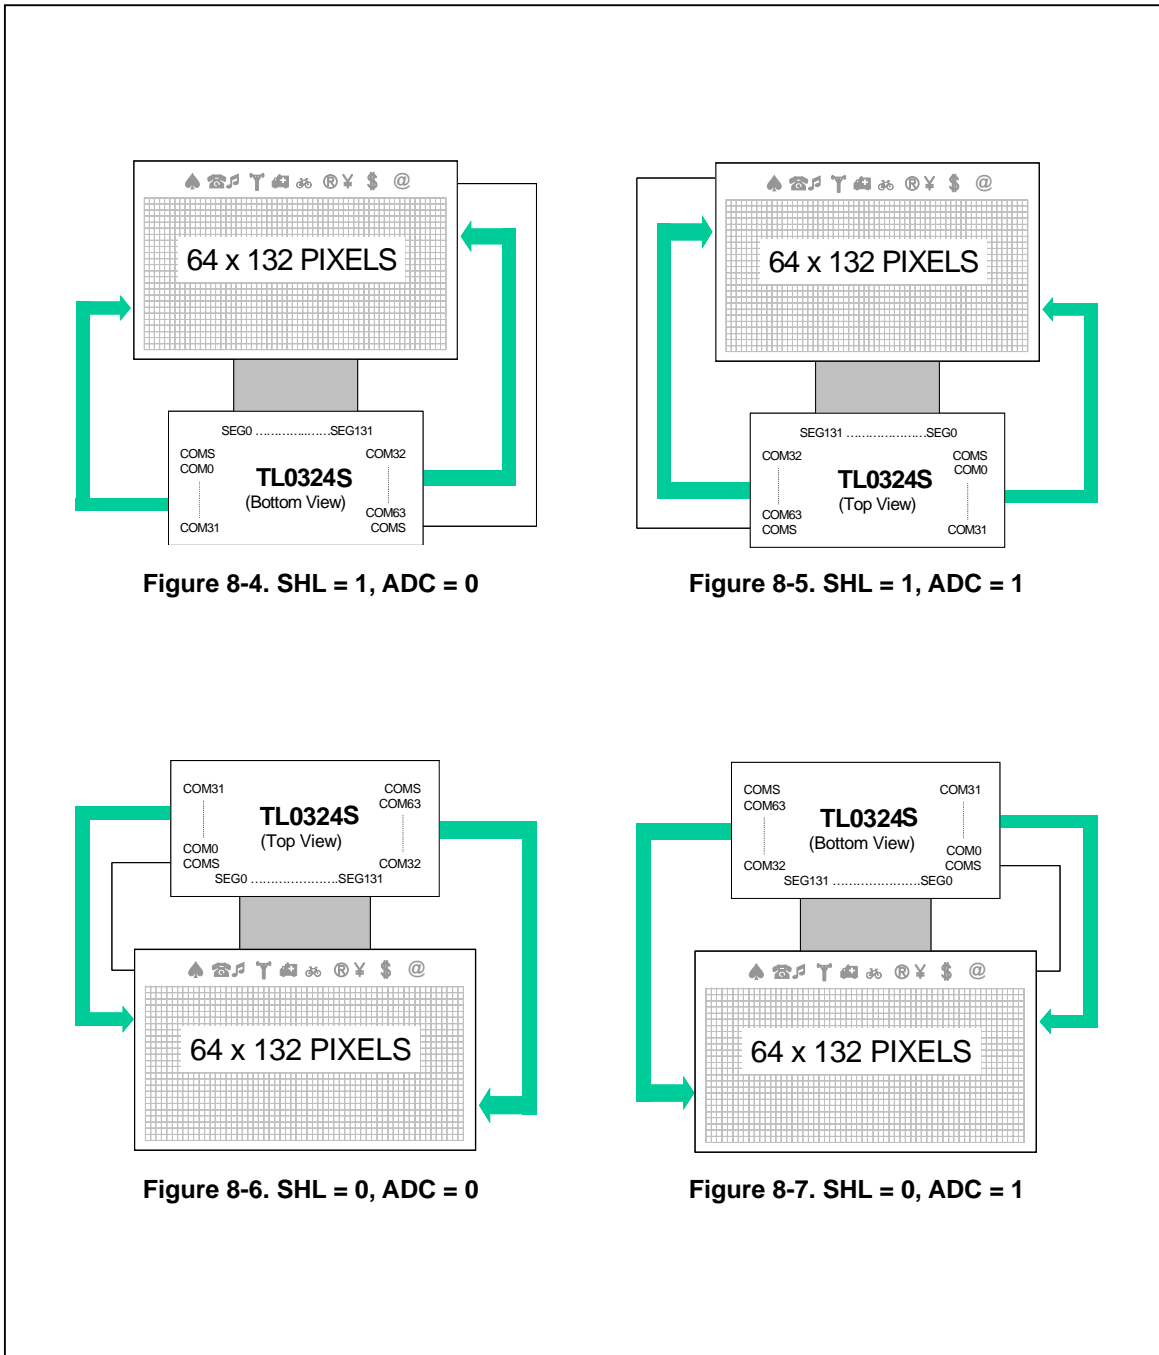 ♠ ☎♫ ® ¥ $ @
64 x 132 PIXELS
SEG0 ..................SEG131
COMS
COM0
COM31
TL0324S
(Bottom View)
COM32
COM63
COMS
Figure 8-4. SHL = 1, ADC = 0
♠ ☎♫ ® ¥ $ @
64 x 132 PIXELS
SEG131 .....................SEG0
COM32
COM63
COMS
TL0324S
(Top View)
COMS
COM0
COM31
Figure 8-5. SHL = 1, ADC = 1
COM31
COM0
COMS
TL0324S
(Top View)
COMS
COM63
COM32
SEG0 ......................SEG131
♠ ☎♫ ® ¥ $ @
64 x 132 PIXELS
Figure 8-6. SHL = 0, ADC = 0
COMS
COM63
COM32
TL0324S
(Bottom View)
COM31
COM0
COMS
SEG131 ......................SEG0
♠ ☎♫ ® ¥ $ @
64 x 132 PIXELS
Figure 8-7. SHL = 0, ADC = 1